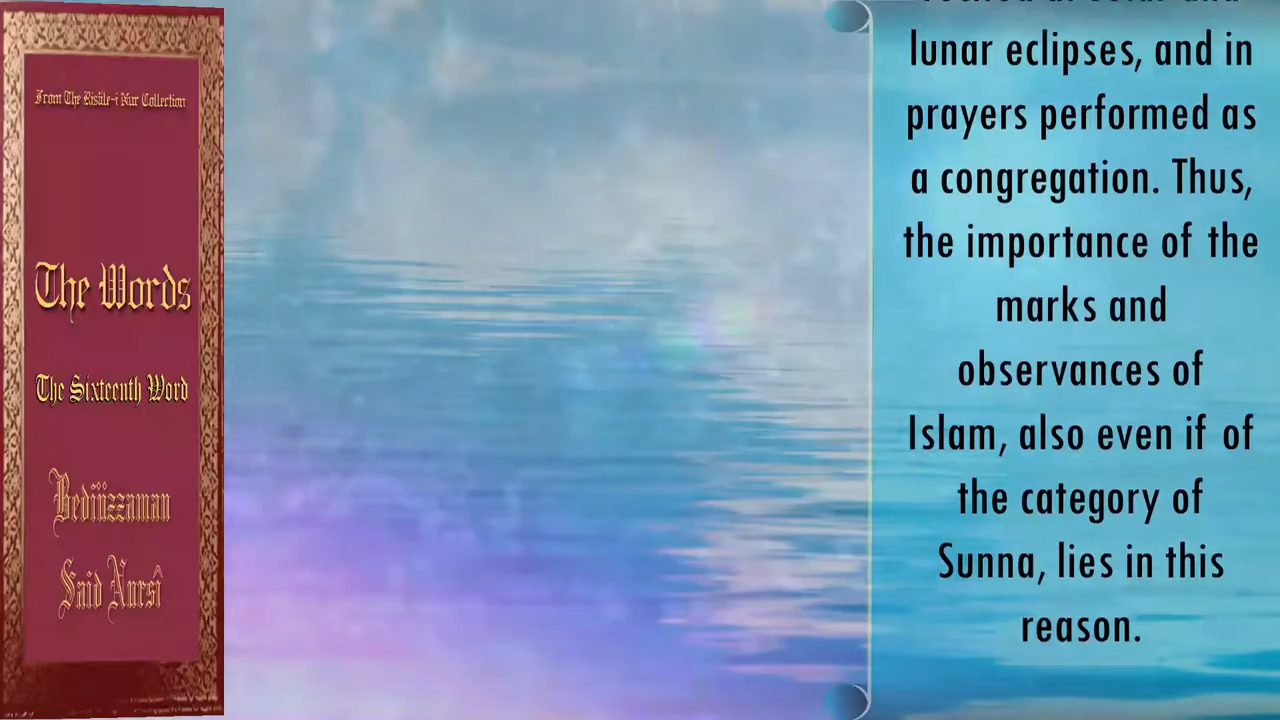 From The Risâle-i Nur Collection
The Words
The Sixteenth Word
Bediüzzaman
Said Nursî
lunar eclipses, and in
prayers performed as
a congregation. Thus,
the importance of the
marks and
observances of
Islam, also even if of
the category of
Sunna, lies in this
reason.